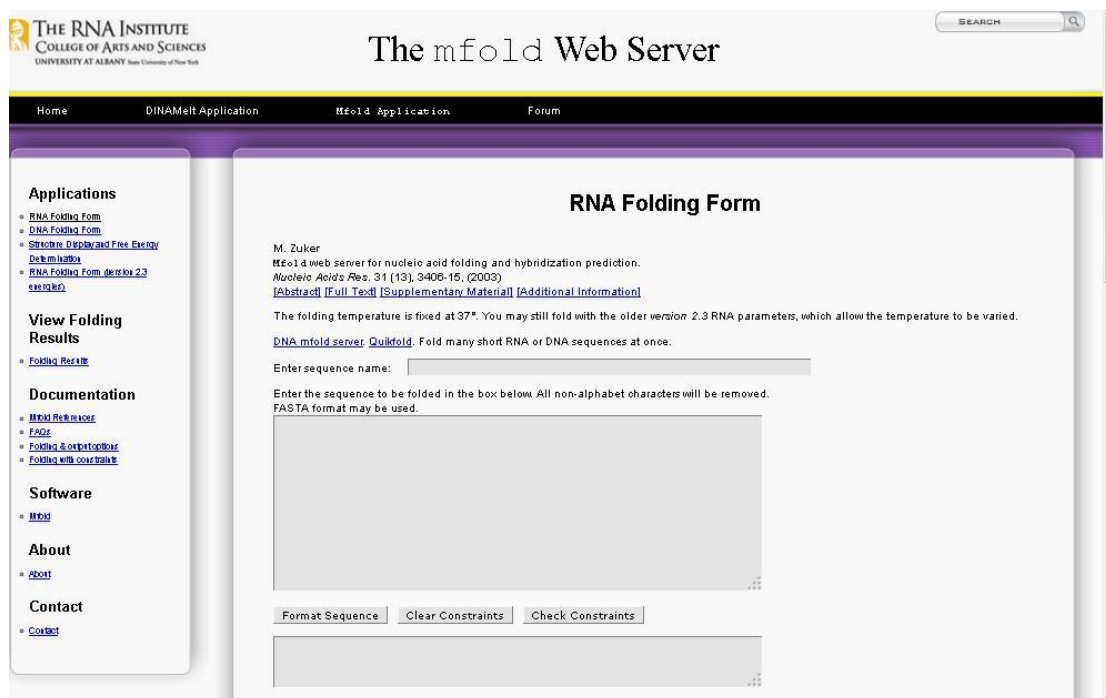 THE RNA INSTITUTE
COLLEGE OF ARTS AND SCIENCES
UNIVERSITY AT ALBANY State University of New York
The mfold Web Server
SEARCH
Home DINAMelt Application Mfold Application Forum
Applications
RNA Folding Form
DNA Folding Form
Structure Display and Free Energy
Determination
RNA Folding Form (version 2.3
energies)
View Folding
Results
Folding Results
Documentation
Mfold References
FAQs
Folding & output options
Folding with constraints
Software
Mfold
About
About
Contact
Contact
RNA Folding Form
M. Zuker
Mfold web server for nucleic acid folding and hybridization prediction.
Nucleic Acids Res. 31 (13), 3406-15, (2003)
[Abstract] [Full Text] [Supplementary Material] [Additional Information]
The folding temperature is fixed at 37°. You may still fold with the older version 2.3 RNA parameters, which allow the temperature to be varied.
DNA mfold server. Quikfold. Fold many short RNA or DNA sequences at once.
Enter sequence name:
Enter the sequence to be folded in the box below. All non-alphabet characters will be removed.
FASTA format may be used.
Format Sequence Clear Constraints Check Constraints